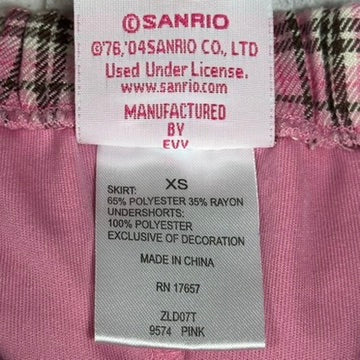 ©SANRIO
©76,'04SANRIO CO., LTD
Used Under License.
www.sanrio.com
MANUFACTURED
BY
EVY
SKIRT: XS
65% POLYESTER 35% RAYON
UNDERSHORTS:
100% POLYESTER
EXCLUSIVE OF DECORATION
MADE IN CHINA
RN 17657
ZLD07T
9574 PINK